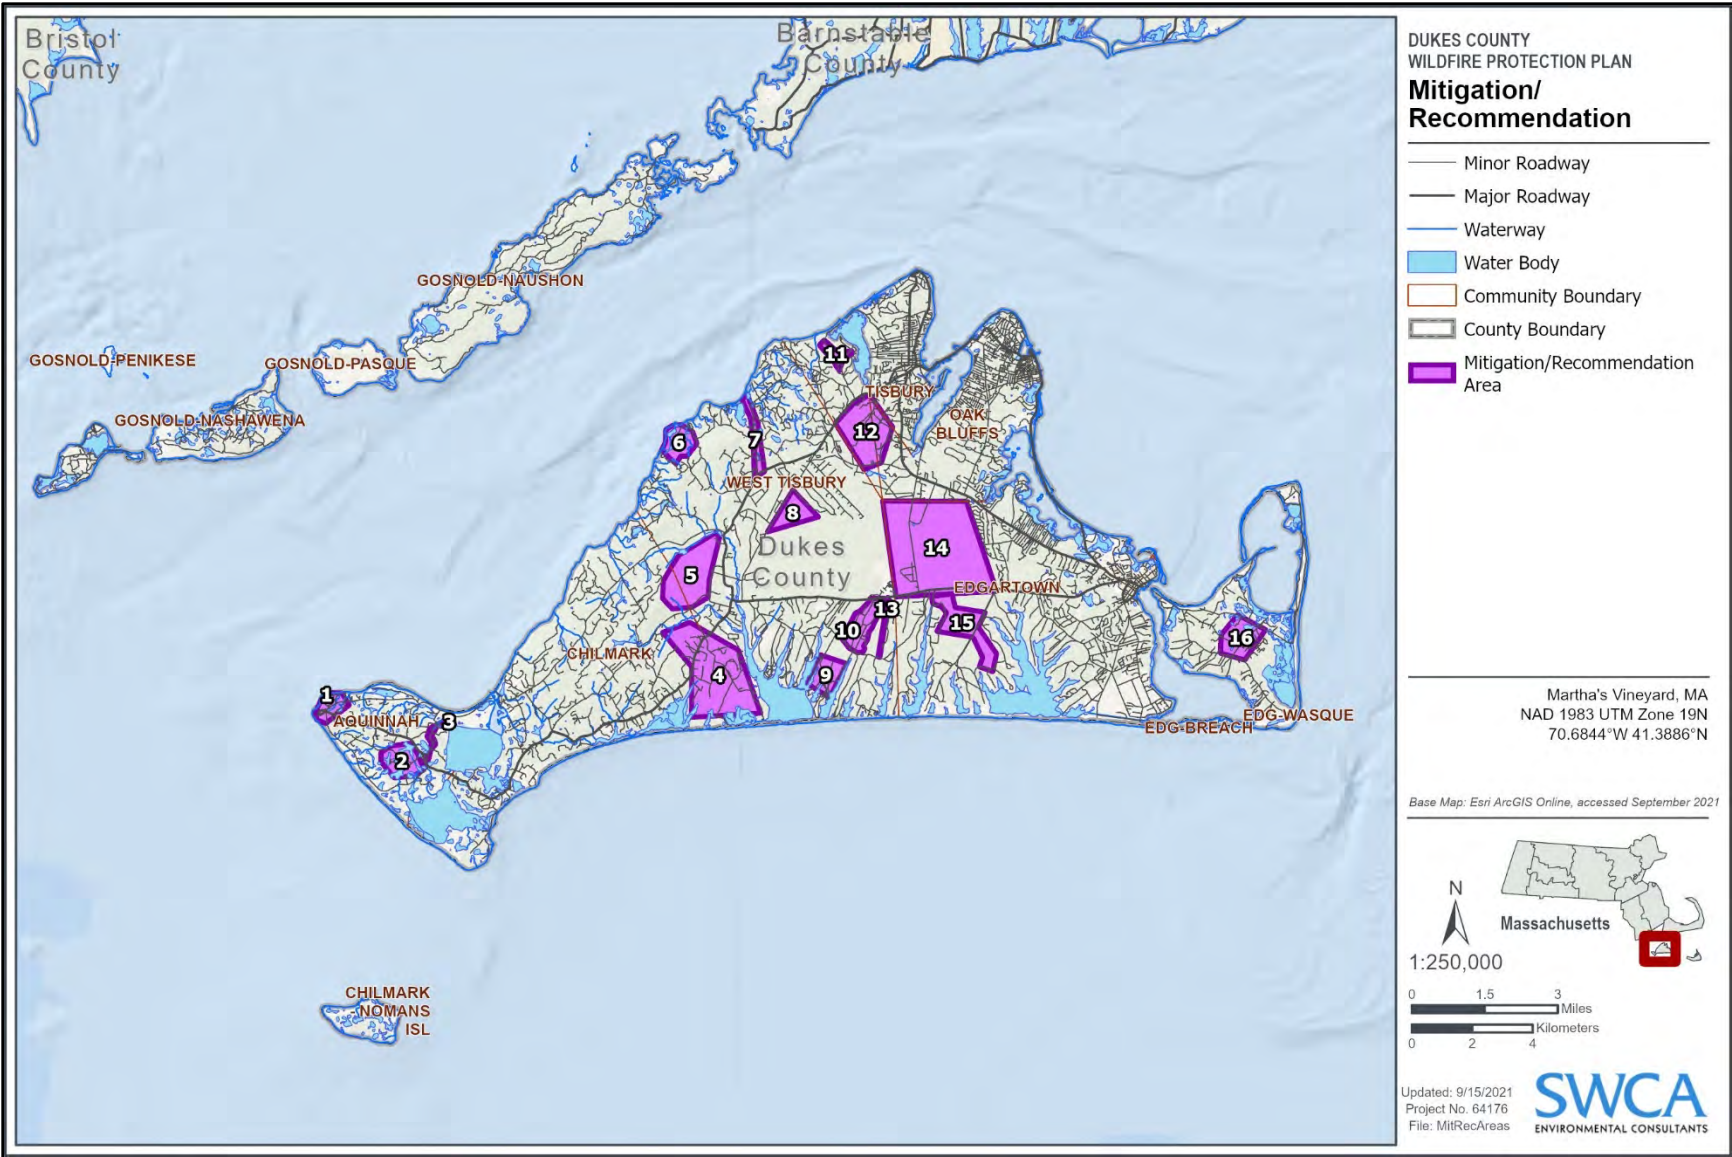 Bristol
County
Barnstable
County
GOSNOLD-NAUSHON
GOSNOLD-PENIKESE
GOSNOLD-PASQUE
GOSNOLD-NASHAWENA
11
TISBURY
OAK
BLUFFS
12
6
7
WEST TISBURY
8
Dukes
County
14
5
EDGARTOWN
13
10
15
16
CHILMARK
4
9
1
AQUINNAH
3
2
EDG-WASQUE
EDG-BREACH
CHILMARK
- NOMANS
ISL
DUKES COUNTY
WILDFIRE PROTECTION PLAN
Mitigation/
Recommendation
Minor Roadway
Major Roadway
Waterway
Water Body
Community Boundary
County Boundary
Mitigation/Recommendation
Area
Martha's Vineyard, MA
NAD 1983 UTM Zone 19N
70.6844°W 41.3886°N
Base Map: Esri ArcGIS Online, accessed September 2021
N
1:250,000
Massachusetts
0 1.5 3
Miles
Kilometers
0 2 4
Updated: 9/15/2021
Project No. 64176
File: MitRecAreas
SWCA
ENVIRONMENTAL CONSULTANTS